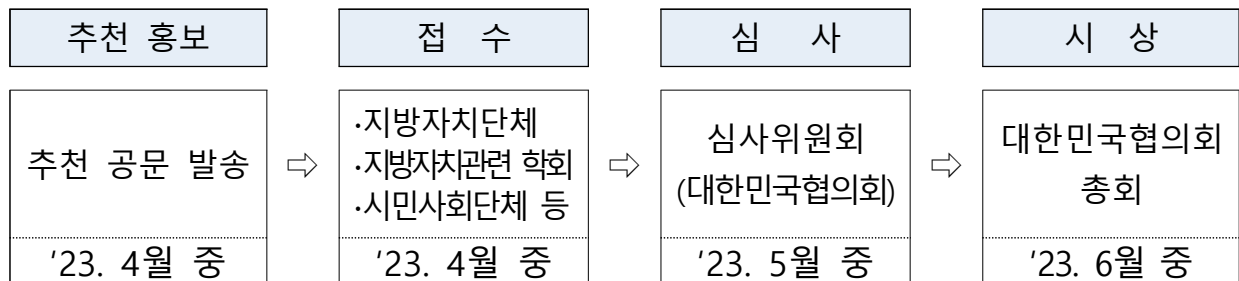 추천 홍보
접 수
심 사
시 상
추천 공문 발송
⇨
·지방자치단체
·지방자치관련 학회
·시민사회단체 등
⇨
심사위원회
(대한민국협의회)
⇨
대한민국협의회
총회
'23. 4월 중
'23. 4월 중
'23. 5월 중
'23. 6월 중